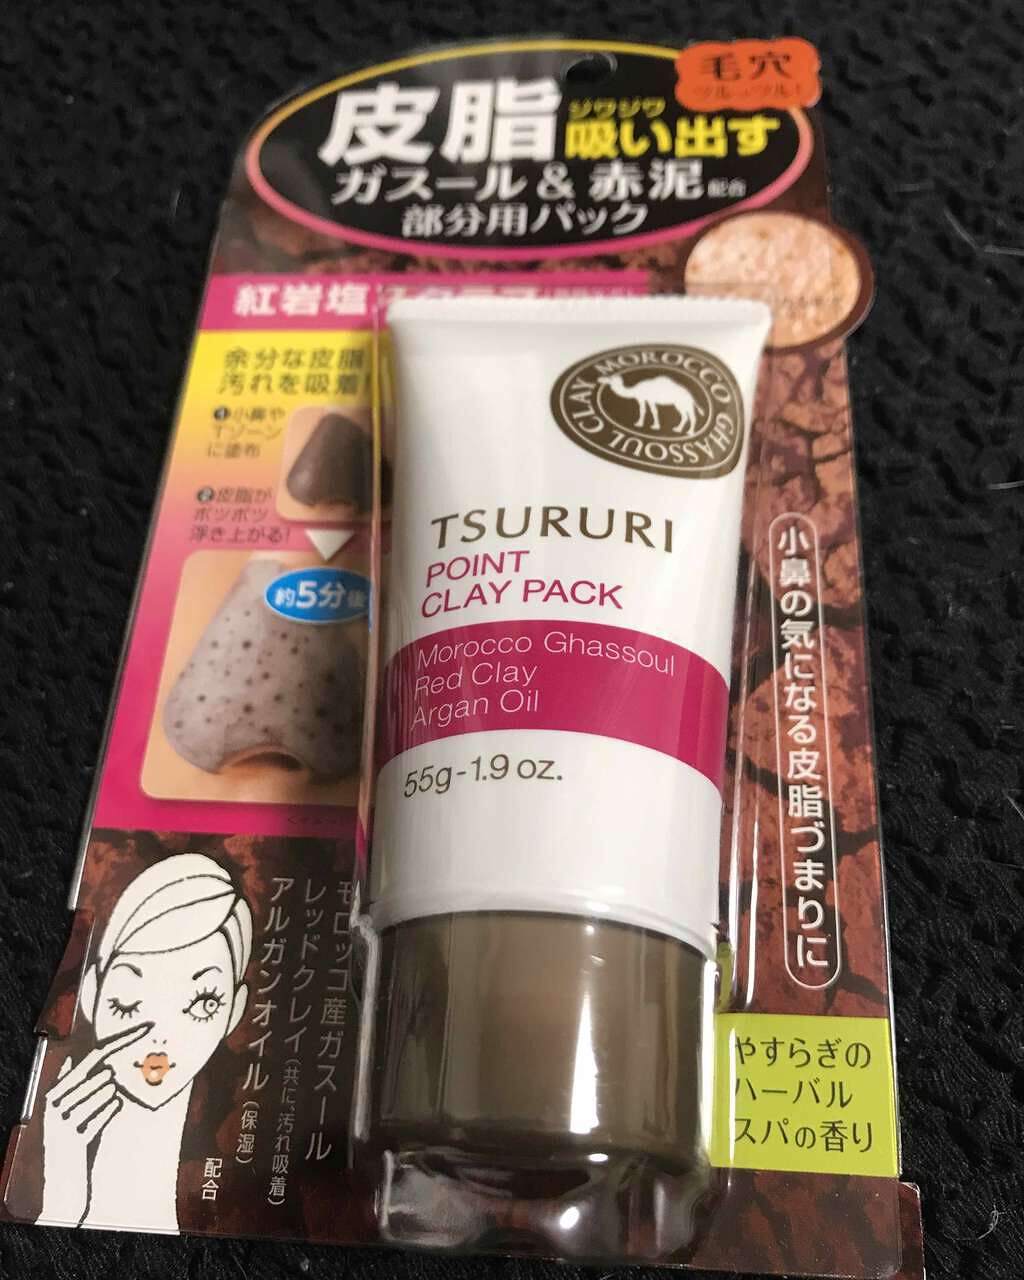 毛穴
皮脂
ジワジワ
吸い出す
ガスール & 赤泥 配合
部分用パック
紅岩塩
余分な皮脂
汚れを吸着!
❶小鼻や
Tゾーン
に塗布
❷皮脂が
ポツポツ
浮き上がる!
約5分後
MOROCCO GHASSOUL CLAY
TSURURI
POINT
CLAY PACK
Morocco Ghassoul
Red Clay
Argan Oil
55g-1.9 oz.
小鼻の気になる皮脂づまりに
モロッコ産ガスール
レッドクレイ(共に、汚れ吸着)
アルガンオイル(保湿)
配合
やすらぎの
ハーバル
スパの香り